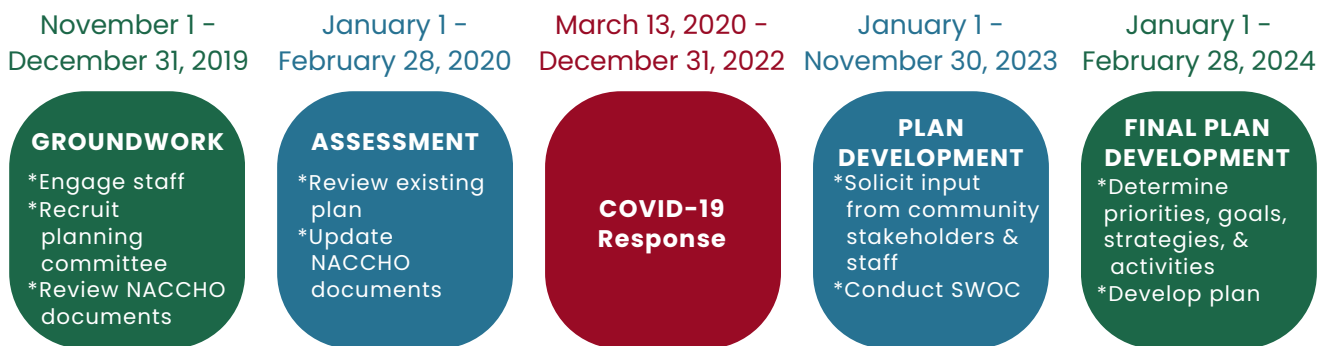 November 1 -
December 31, 2019
GROUNDWORK
*Engage staff
*Recruit
planning
committee
*Review NACCHO
documents
January 1 -
February 28, 2020
ASSESSMENT
*Review existing
plan
*Update
NACCHO
documents
March 13, 2020 -
December 31, 2022
COVID-19
Response
January 1 -
November 30, 2023
PLAN
DEVELOPMENT
*Solicit input
from community
stakeholders &
staff
*Conduct SWOC
January 1 -
February 28, 2024
FINAL PLAN
DEVELOPMENT
*Determine
priorities, goals,
strategies, &
activities
*Develop plan